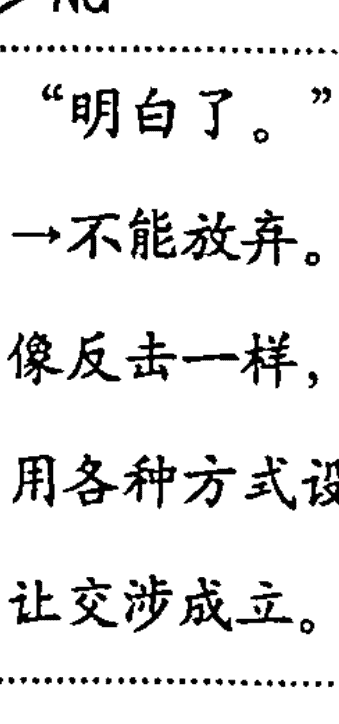 “明白了。”
→不能放弃。
像反击一样，
用各种方式设
让交涉成立。